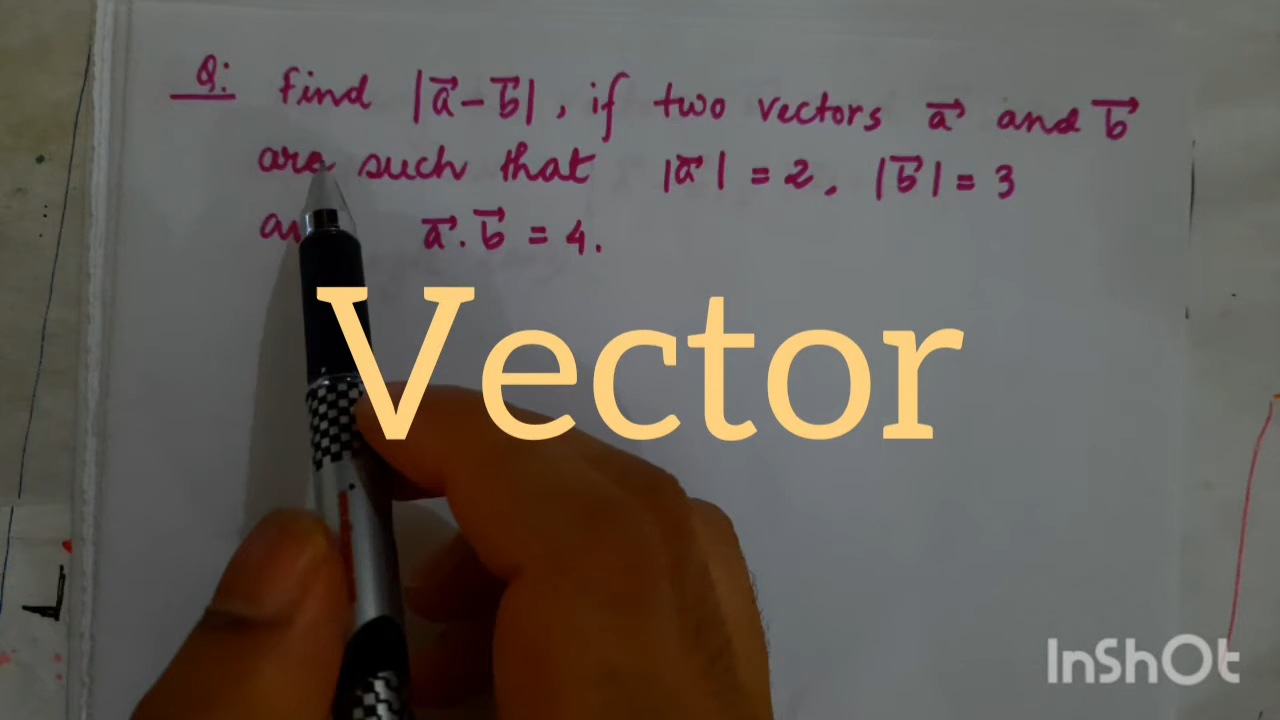 Q: Find |a⃗ - b⃗|, if two vectors a⃗ and b⃗
are such that |a⃗| = 2, |b⃗| = 3
a⃗ . b⃗ = 4.
Vector
InShOt